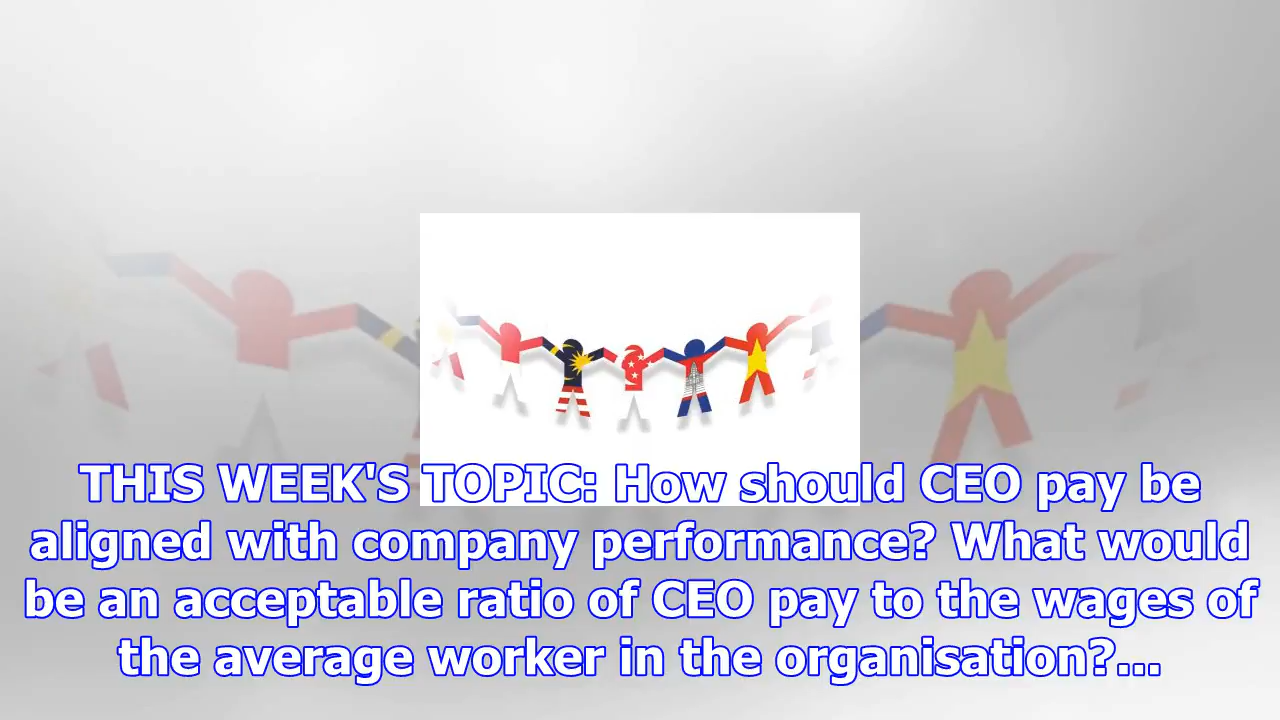 THIS WEEK'S TOPIC: How should CEO pay be
aligned with company performance? What would
be an acceptable ratio of CEO pay to the wages of
the average worker in the organisation?...